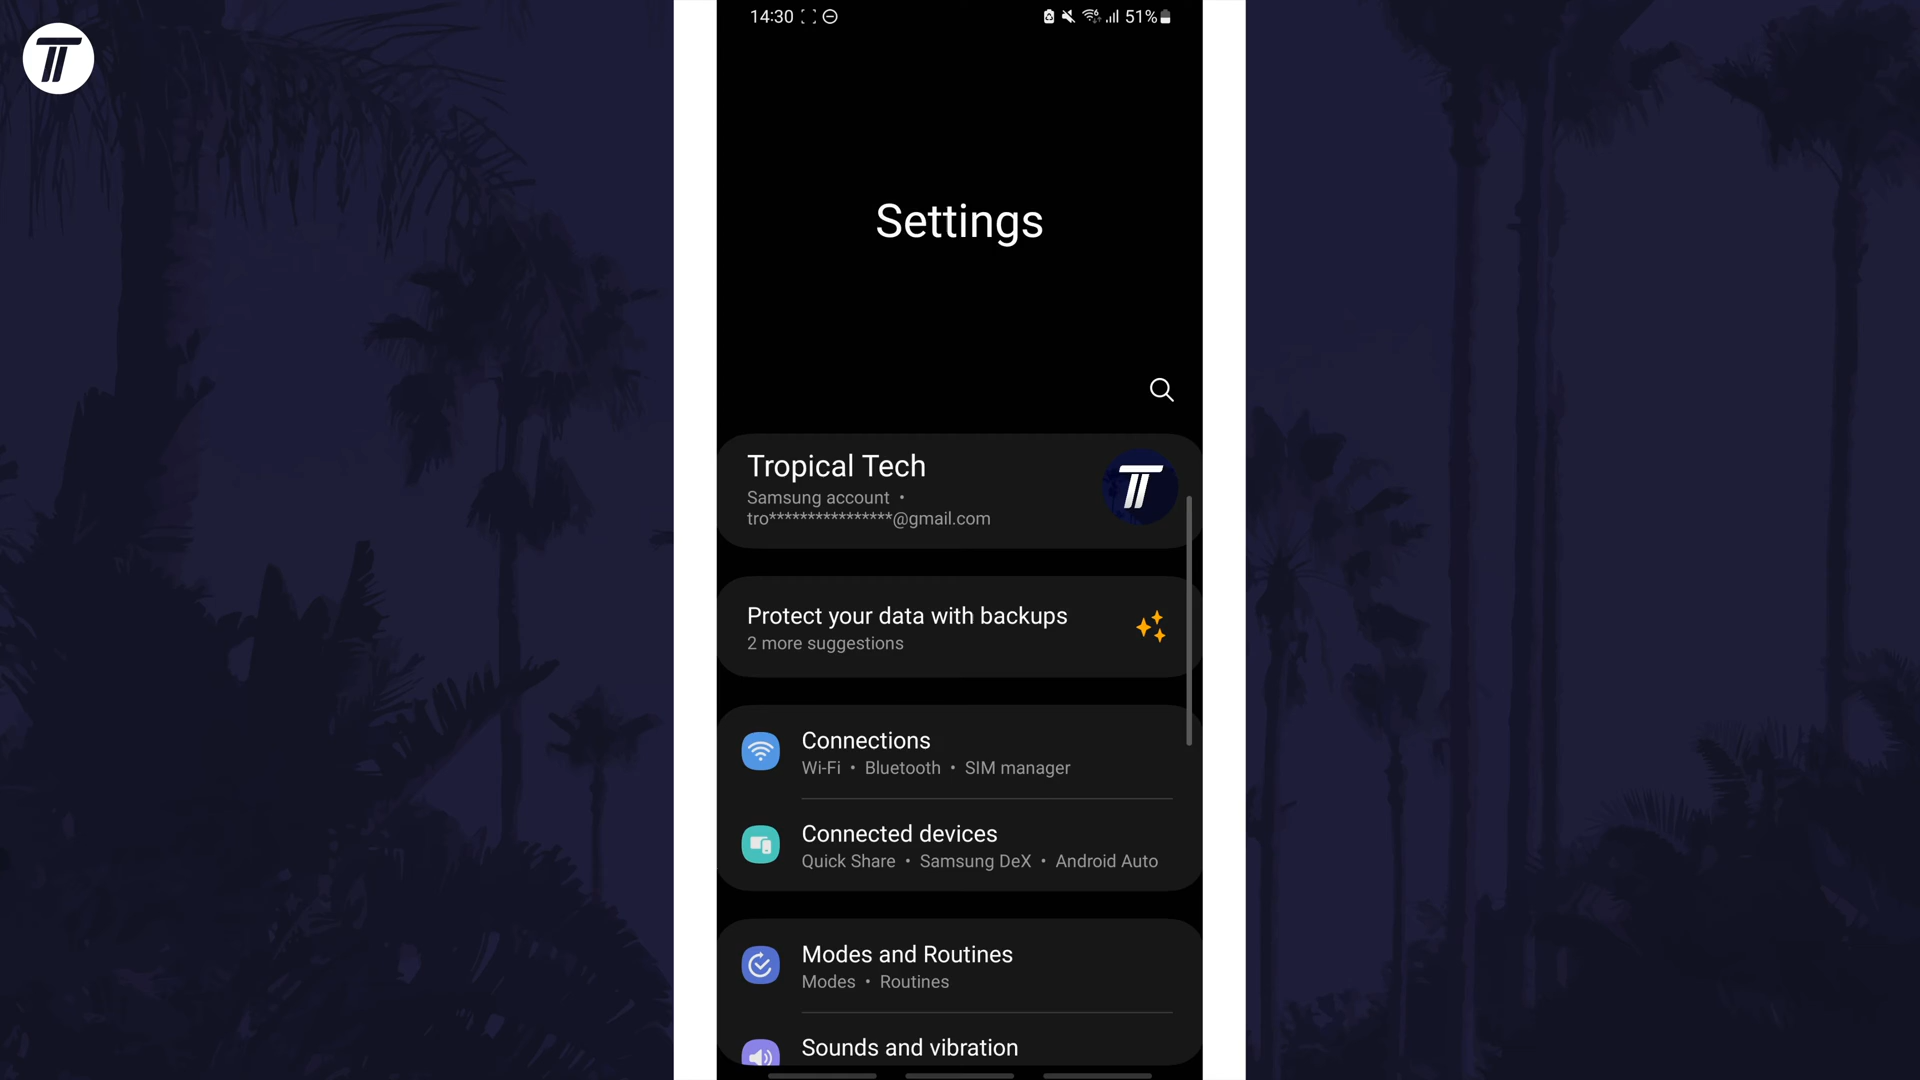 14:30
51%
Settings
Tropical Tech
Samsung account •
tro****************@gmail.com
Protect your data with backups
2 more suggestions
Connections
Wi-Fi • Bluetooth • SIM manager
Connected devices
Quick Share • Samsung DeX • Android Auto
Modes and Routines
Modes • Routines
Sounds and vibration